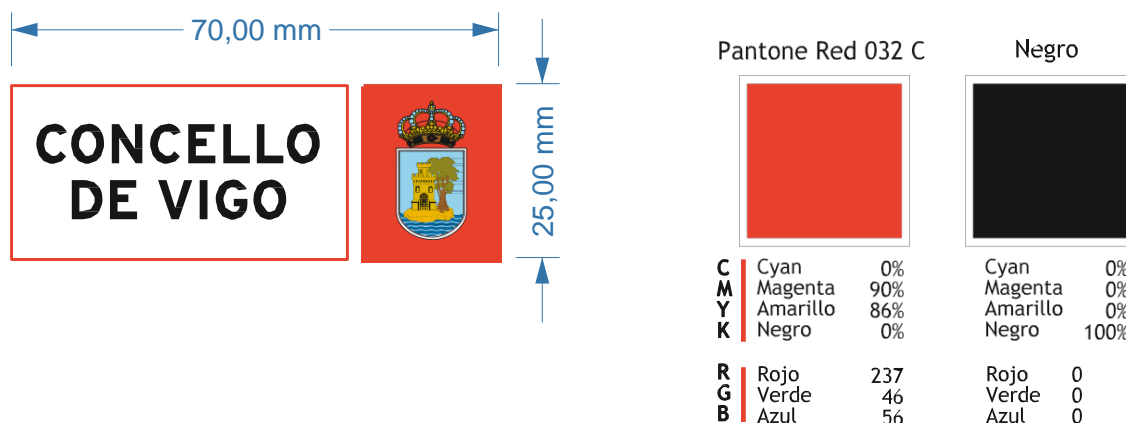 70,00 mm
CONCELLO
DE VIGO
25,00 mm
Pantone Red 032 C
C Cyan 0%
M Magenta 90%
Y Amarillo 86%
K Negro 0%
R Rojo 237
G Verde 46
B Azul 56
Negro
Cyan 0%
Magenta 0%
Amarillo 0%
Negro 100%
Rojo 0
Verde 0
Azul 0